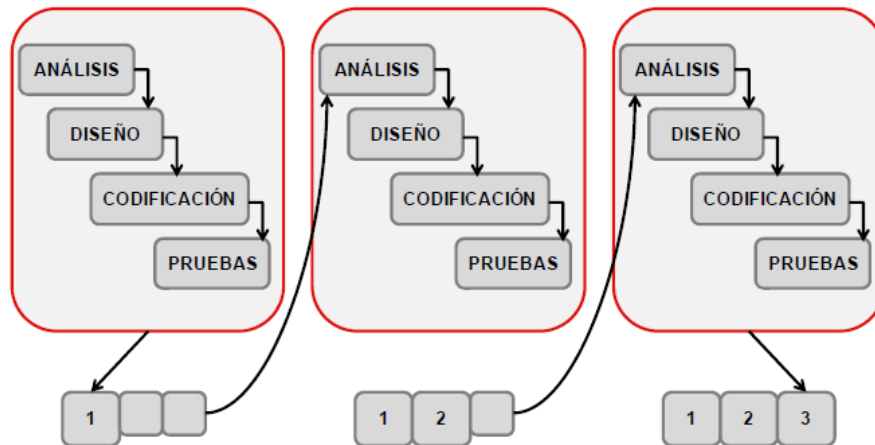 ANÁLISIS
DISEÑO
CODIFICACIÓN
PRUEBAS
ANÁLISIS
DISEÑO
CODIFICACIÓN
PRUEBAS
ANÁLISIS
DISEÑO
CODIFICACIÓN
PRUEBAS
1
1 2
1 2 3